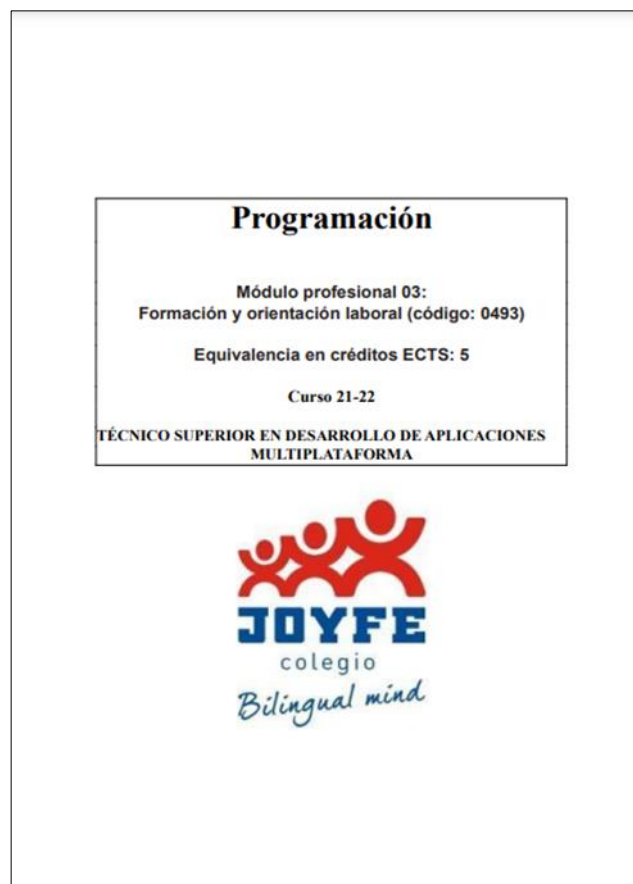 Programación
Módulo profesional 03:
Formación y orientación laboral (código: 0493)
Equivalencia en créditos ECTS: 5
Curso 21-22
TÉCNICO SUPERIOR EN DESARROLLO DE APLICACIONES
MULTIPLATAFORMA
JOYFE
colegio
Bilingual mind